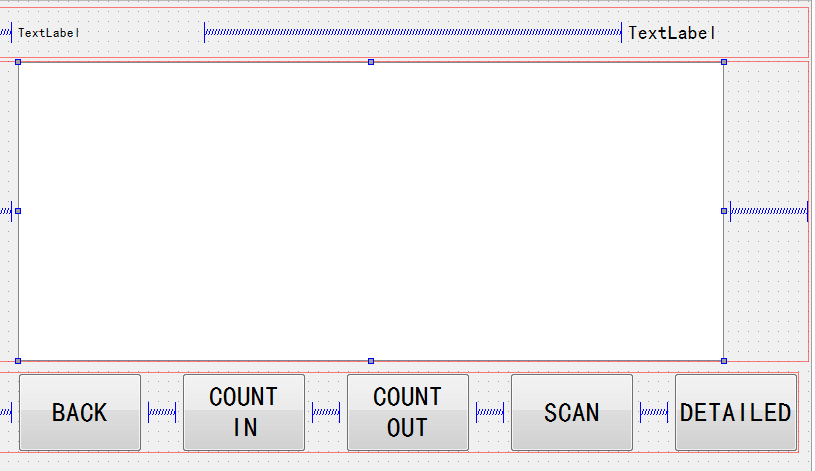 TextLabel
TextLabel
BACK
COUNT
IN
COUNT
OUT
SCAN
DETAILED